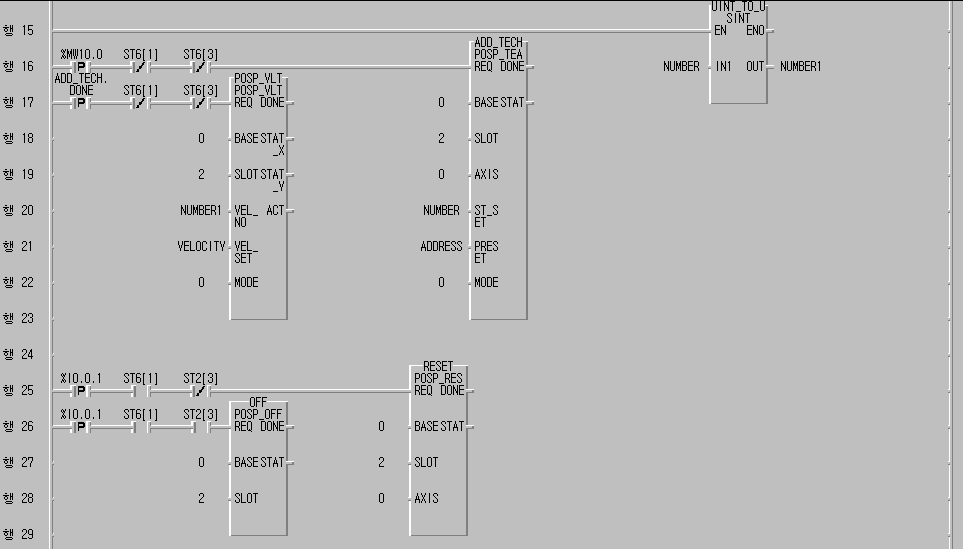 UINT_TO_U
SINT
행 15 EN ENO
ADD_TECH
%MW10.0 ST6[1] ST6[3] POSP_TEA
행 16 REQ DONE NUMBER IN1 OUT NUMBER1
ADD_TECH. POSP_VLT
DONE ST6[1] ST6[3] POSP_VLT
행 17 REQ DONE 0 BASE STAT
행 18 0 BASE STAT 2 SLOT
_X
행 19 2 SLOT STAT 0 AXIS
_Y
행 20 NUMBER1 VEL_ ACT NUMBER ST_S
NO ET
행 21 VELOCITY VEL_ ADDRESS PRES
SET ET
행 22 0 MODE 0 MODE
행 23
행 24
RESET
%I0.0.1 ST6[1] ST2[3] POSP_RES
행 25 REQ DONE
OFF
%I0.0.1 ST6[1] ST2[3] POSP_OFF
행 26 REQ DONE 0 BASE STAT
행 27 0 BASE STAT 2 SLOT
행 28 2 SLOT 0 AXIS
행 29